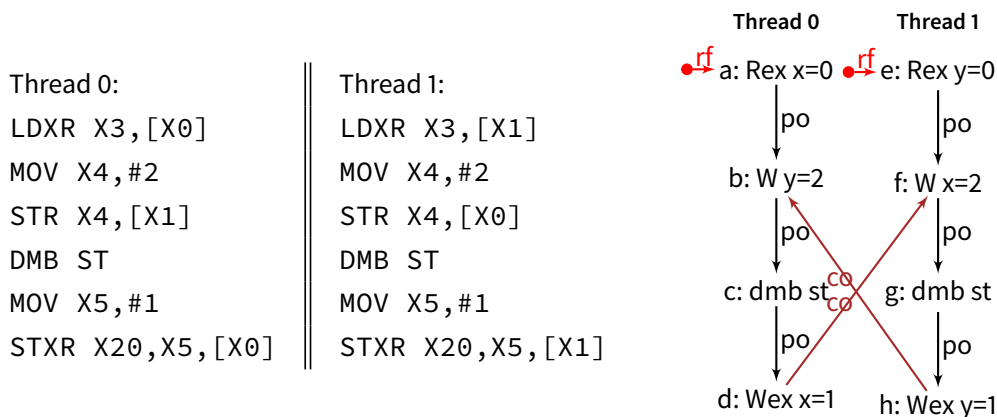 Thread 0:
LDXR X3,[X0]
MOV X4,#2
STR X4,[X1]
DMB ST
MOV X5,#1
STXR X20,X5,[X0]
Thread 1:
LDXR X3,[X1]
MOV X4,#2
STR X4,[X0]
DMB ST
MOV X5,#1
STXR X20,X5,[X1]
Thread 0
Thread 1
rf
a: Rex x=0
rf
e: Rex y=0
po
po
b: W y=2
f: W x=2
po
po
co
c: dmb st
g: dmb st
co
po
po
d: Wex x=1
h: Wex y=1